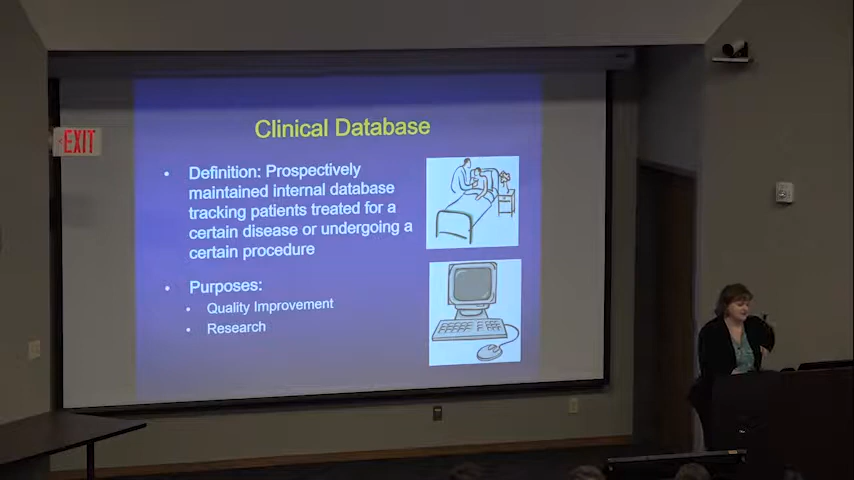 Clinical Database
EXIT
• Definition: Prospectively
maintained internal database
tracking patients treated for a
certain disease or undergoing a
certain procedure
• Purposes:
• Quality Improvement
• Research